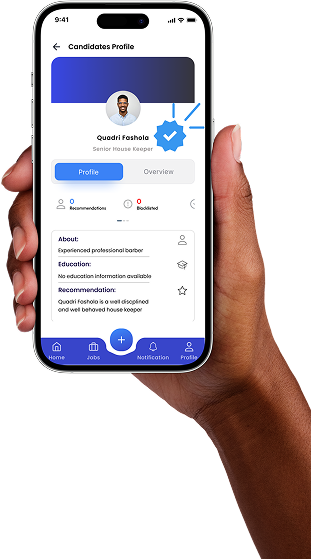 9:41
Candidates Profile
Quadri Fashola
Senior House Keeper
Profile
Overview
0
Recommendations
0
Blacklisted
About:
Experienced professional barber
Education:
No education information available
Recommendation:
Quadri Fashola is a well discplined
and well behaved house keeper
Home
Jobs
Notification
Profile